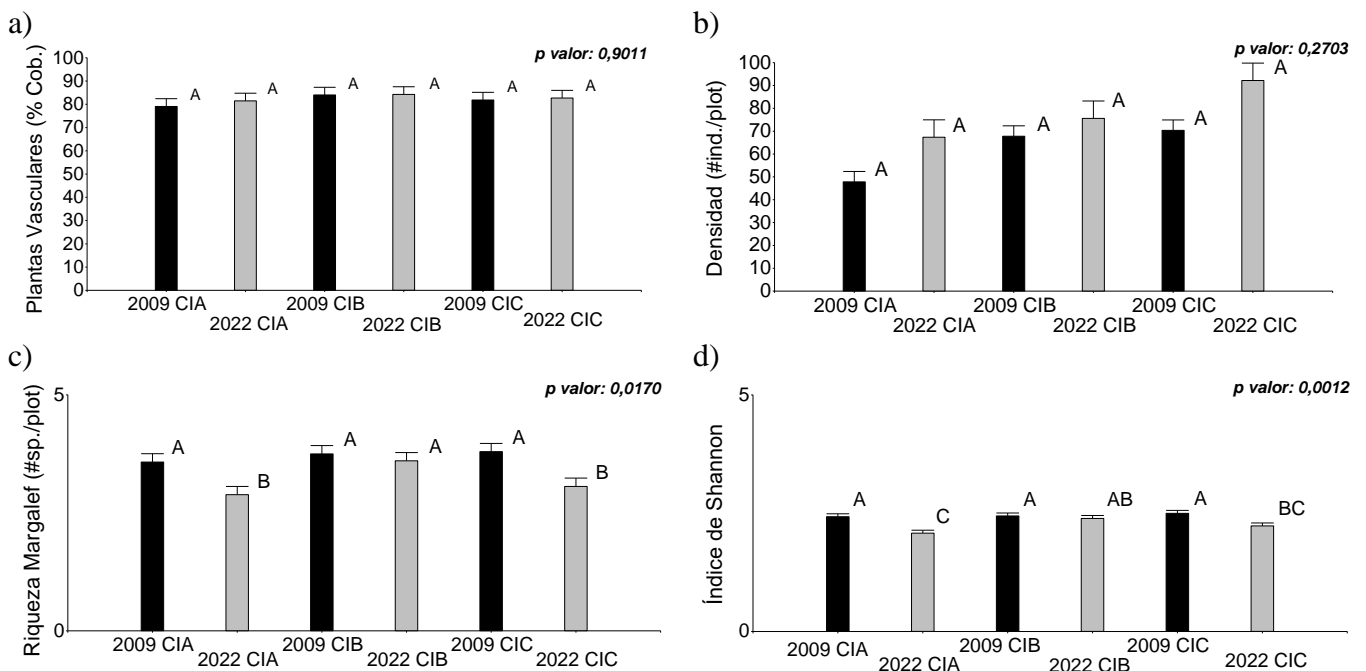 a)
p valor: 0,9011
Plantas Vasculares (% Cob.)
100
90
80
70
60
50
40
30
20
10
0
A A A A A A
2009 CIA 2009 CIB 2009 CIC
2022 CIA 2022 CIB 2022 CIC
b)
p valor: 0,2703
Densidad (#ind./plot)
100
90
80
70
60
50
40
30
20
10
0
A A A A A A
2009 CIA 2009 CIB 2009 CIC
2022 CIA 2022 CIB 2022 CIC
c)
p valor: 0,0170
Riqueza Margalef (#sp./plot)
5
0
A B A A A B
2009 CIA 2009 CIB 2009 CIC
2022 CIA 2022 CIB 2022 CIC
d)
p valor: 0,0012
Índice de Shannon
5
0
A C A AB A BC
2009 CIA 2009 CIB 2009 CIC
2022 CIA 2022 CIB 2022 CIC